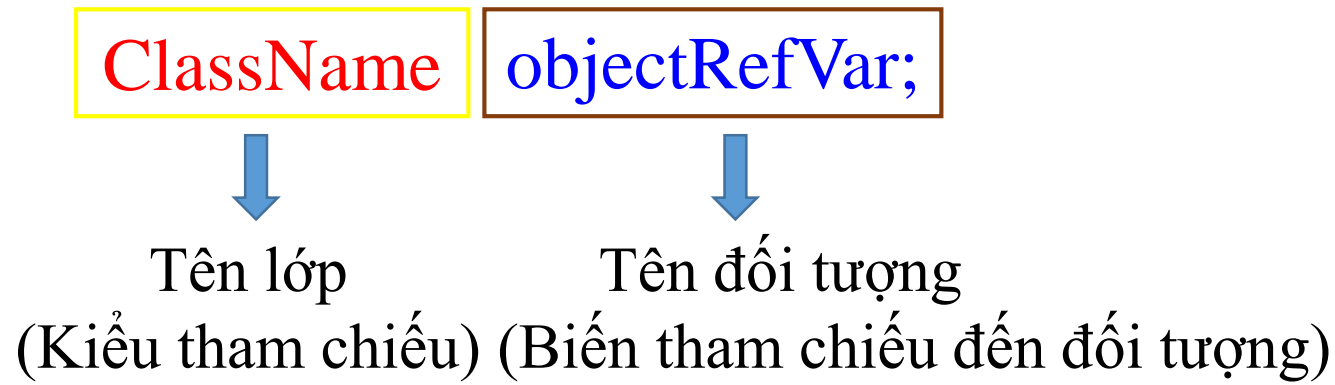 ClassName objectRefVar;
Tên lớp Tên đối tượng
(Kiểu tham chiếu) (Biến tham chiếu đến đối tượng)